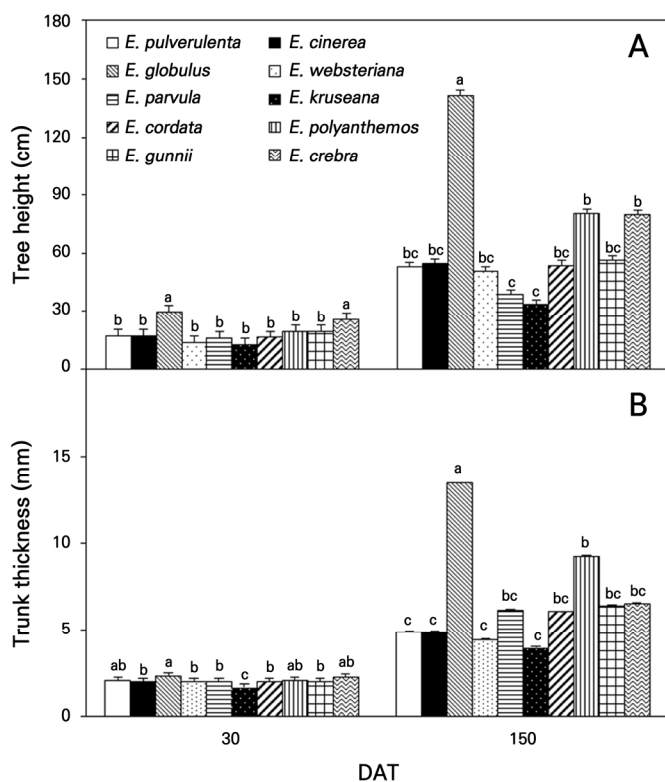 180
A
E. pulverulenta
E. cinerea
E. globulus
E. websteriana
E. parvula
E. kruseana
E. cordata
E. polyanthemos
E. gunnii
E. crebra
150
120
90
60
30
0
Tree height (cm)
b b a b b b b b b a
bc bc a bc c c bc b bc b
B
15
10
5
0
Trunk thickness (mm)
ab b a b b c b ab b ab
c c a c bc c bc b bc bc
30
150
DAT